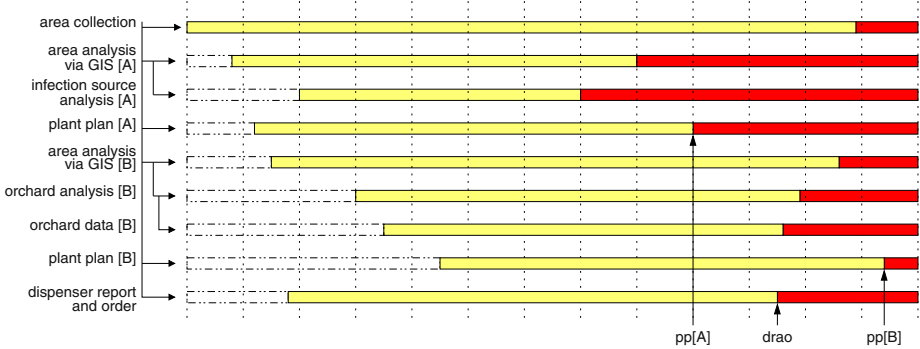 area collection
area analysis
via GIS [A]
infection source
analysis [A]
plant plan [A]
area analysis
via GIS [B]
orchard analysis [B]
orchard data [B]
plant plan [B]
dispenser report
and order
pp[A]
drao
pp[B]